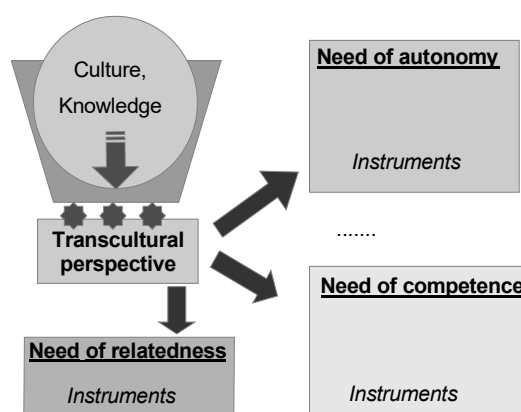 Culture,
Knowledge
Transcultural
perspective
Need of autonomy
Instruments
.......
Need of competence
Instruments
Need of relatedness
Instruments